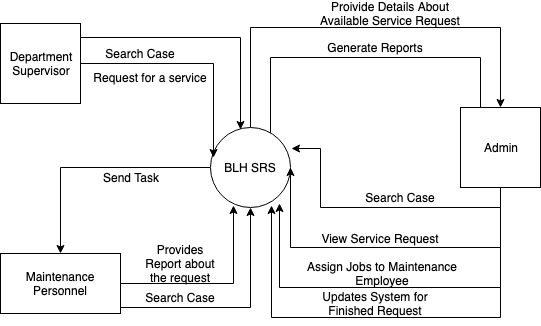 Provide Details About
Available Service Request
Department
Supervisor
Search Case
Request for a service
Generate Reports
BLH SRS
Admin
Send Task
Search Case
View Service Request
Maintenance
Personnel
Provides
Report about
the request
Search Case
Assign Jobs to Maintenance
Employee
Updates System for
Finished Request